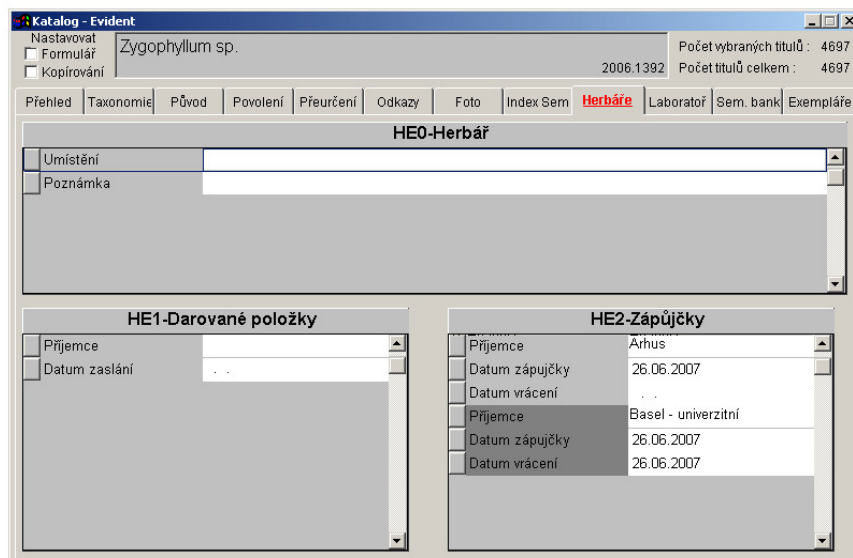 Katalog - Evident
Nastavovat
Formulář
Kopírování
Zygophyllum sp.
2006.1392
Počet vybraných titulů : 4697
Počet titulů celkem : 4697
Přehled Taxonomie Původ Povolení Přeurčení Odkazy Foto Index Sem Herbáře Laboratoř Sem. bank Exempláře
HE0-Herbář
Umístění
Poznámka
HE1-Darované položky
Příjemce
Datum zaslání . .
HE2-Zápůjčky
Příjemce Arhus
Datum zápujčky 26.06.2007
Datum vrácení . .
Příjemce Basel - univerzitní
Datum zápujčky 26.06.2007
Datum vrácení 26.06.2007